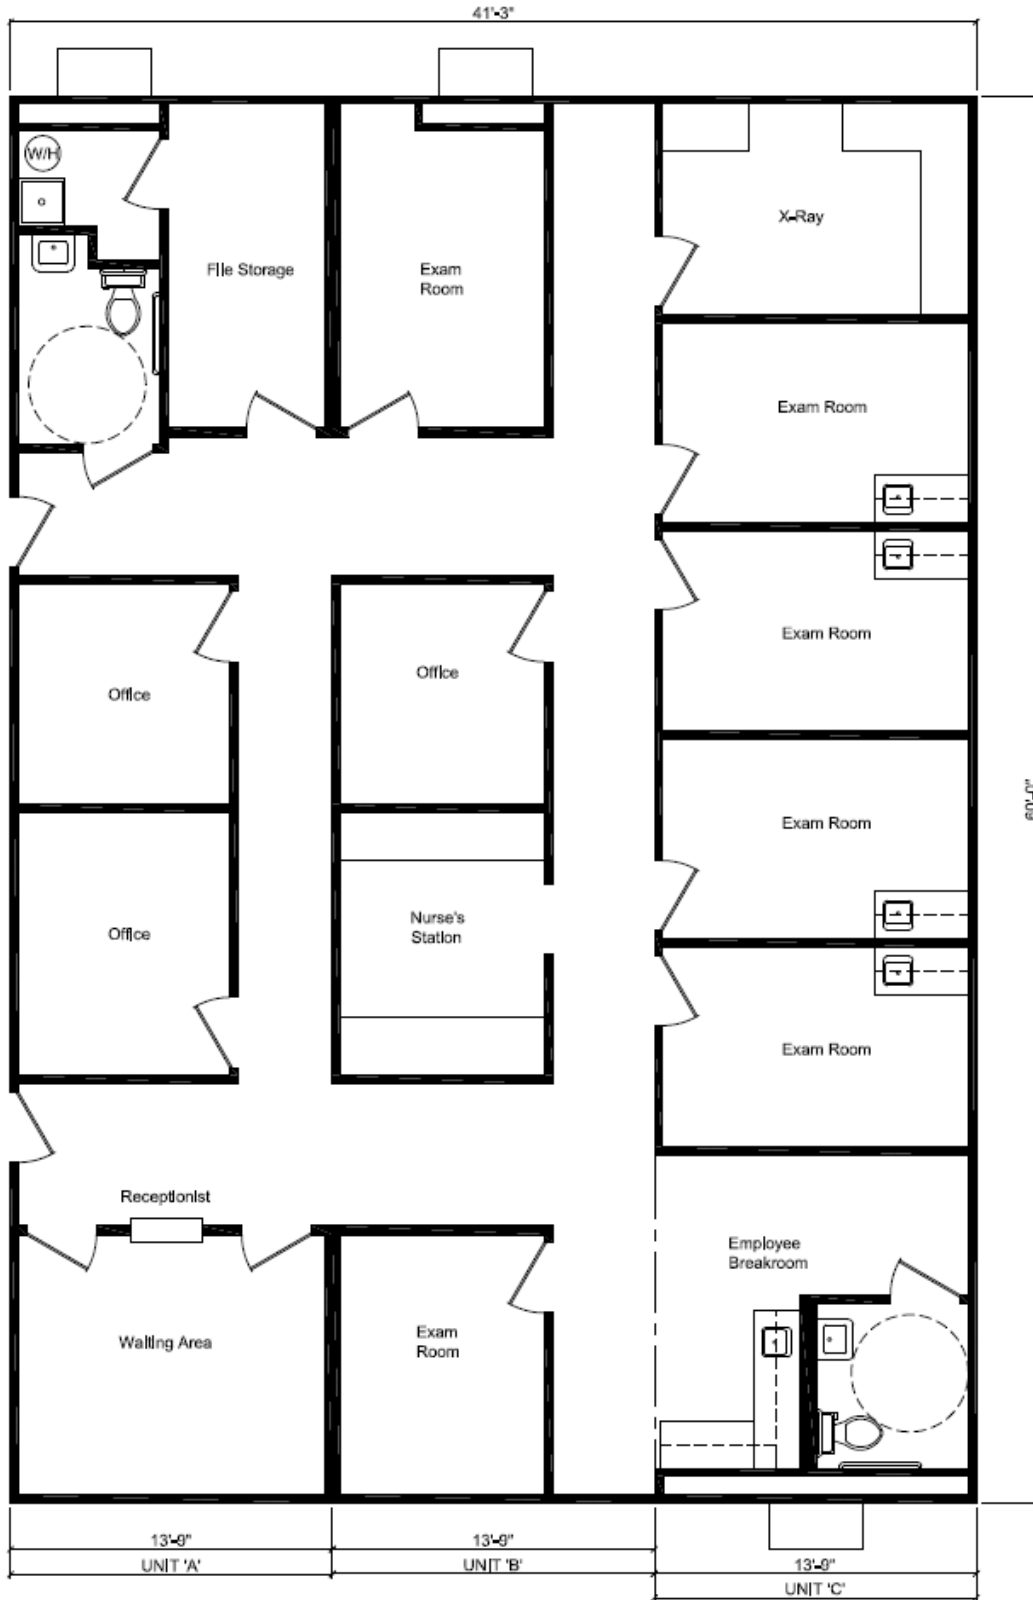 41'-3"
W/H
X-Ray
File Storage
Exam
Room
Exam Room
Exam Room
Office
Office
Exam Room
60'-0"
Nurse's
Station
Office
Exam Room
Receptionist
Employee
Breakroom
Waiting Area
Exam
Room
13'-9"
13'-9"
UNIT 'A'
UNIT 'B'
13'-9"
UNIT 'C'